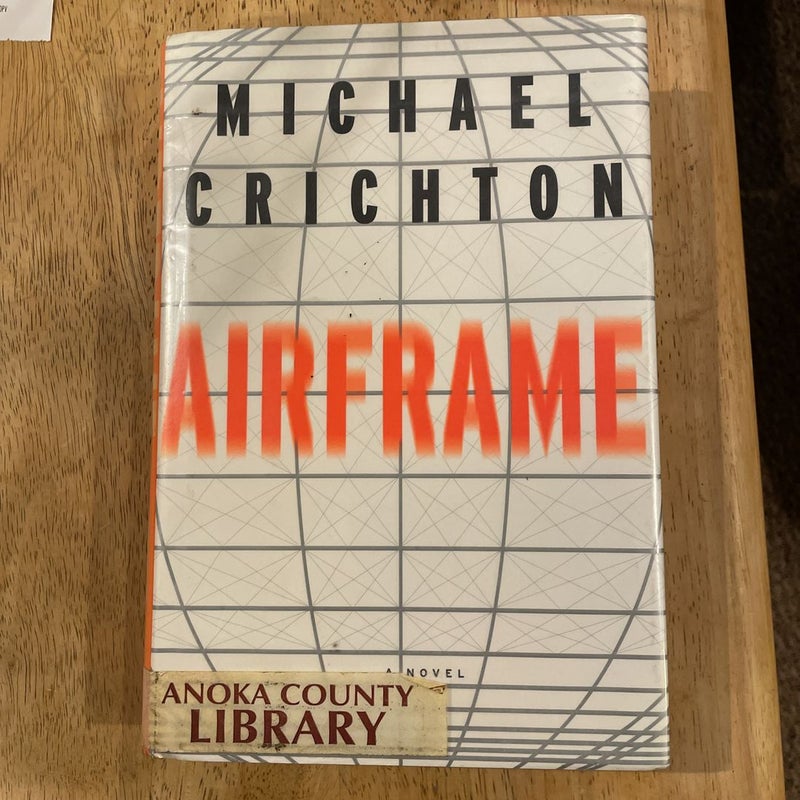 MICHAEL
CRICHTON
AIRFRAME
A NOVEL
ANOKA COUNTY
LIBRARY